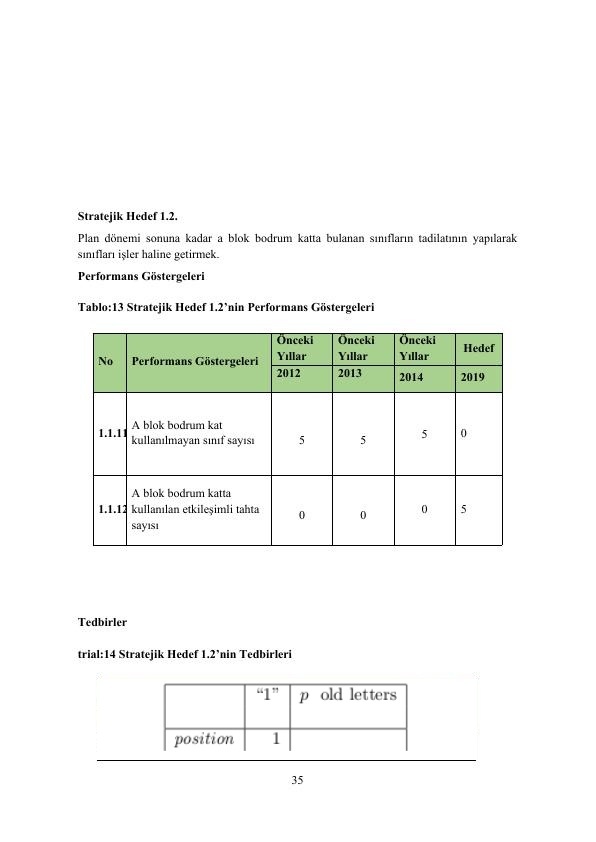 Stratejik Hedef 1.2.
Plan dönemi sonuna kadar a blok bodrum katta bulanan sınıfların tadilatının yapılarak
sınıfları işler haline getirmek.
Performans Göstergeleri
Tablo:13 Stratejik Hedef 1.2’nin Performans Göstergeleri
No Performans Göstergeleri Önceki Yıllar Önceki Yıllar Önceki Yıllar Hedef
2012 2013 2014 2019
1.1.11 A blok bodrum kat
kullanılmayan sınıf sayısı 5 5 5 0
A blok bodrum katta
1.1.12 kullanılan etkileşimli tahta 0 0 0 5
sayısı
Tedbirler
trial:14 Stratejik Hedef 1.2’nin Tedbirleri
“1” p old letters
position 1
35